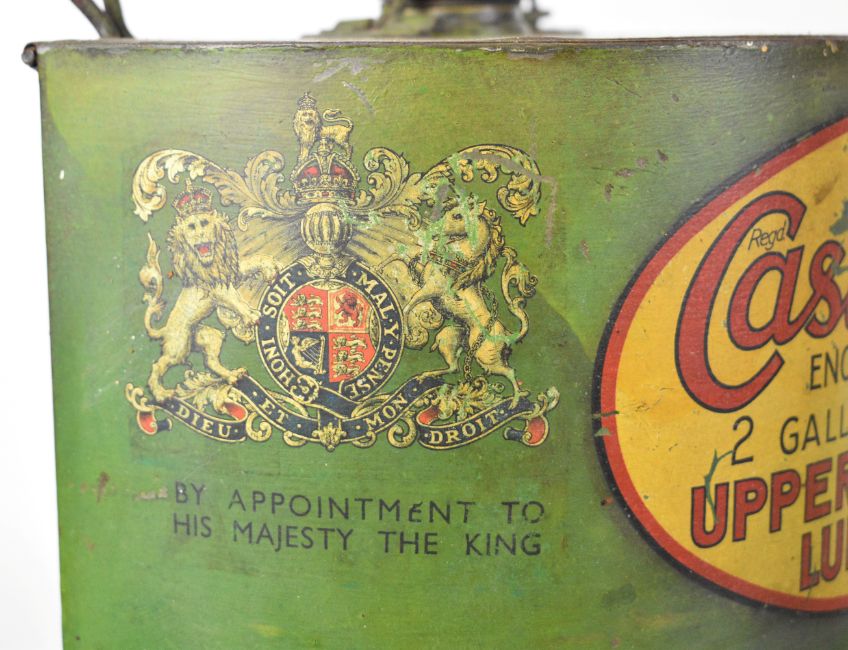 HONI SOIT MAL·Y·PENSE
DIEU ET MON DROIT
BY APPOINTMENT TO
HIS MAJESTY THE KING
Regd.
Cas
ENG
2 GALL
UPPER
LU